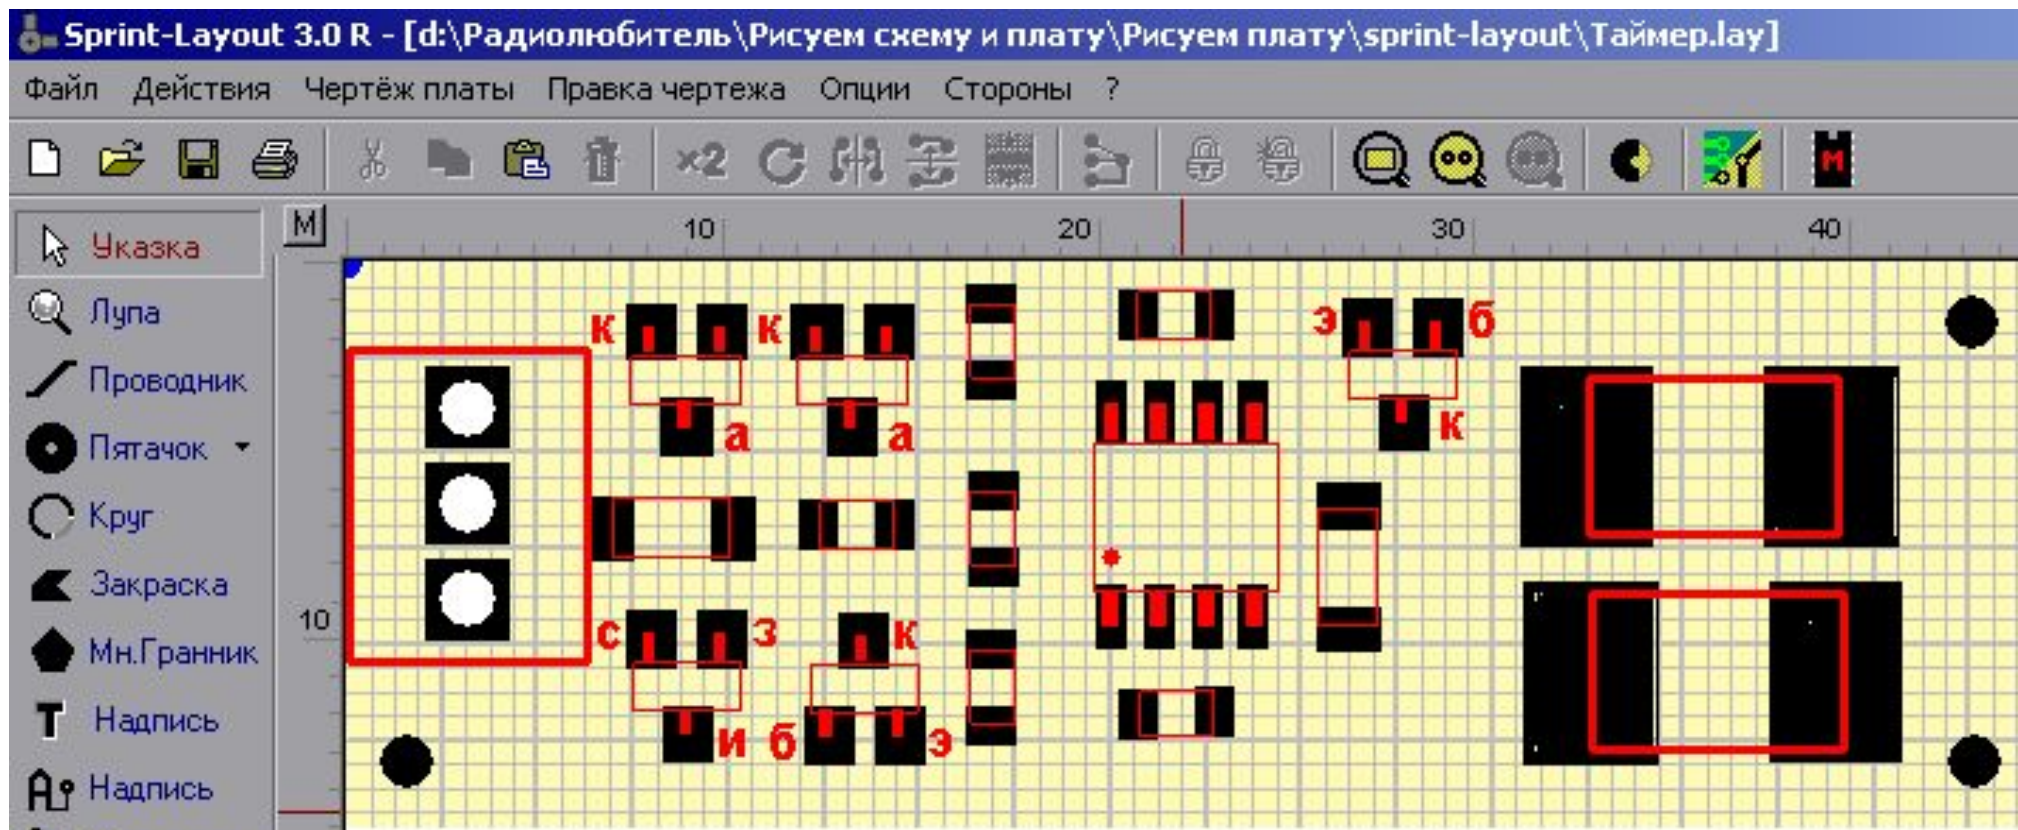 Sprint-Layout 3.0 R - [d:\Радиолюбитель\Рисуем схему и плату\Рисуем плату\sprint-layout\Таймер.lay]
Файл Действия Чертёж платы Правка чертежа Опции Стороны ?
×2 М
М 10 20 30 40
Указка
Лупа
Проводник
Пятачок
Круг
Закраска
Мн.Гранник
Надпись
Надпись
10
к к э б
а а к
с з к
и б э